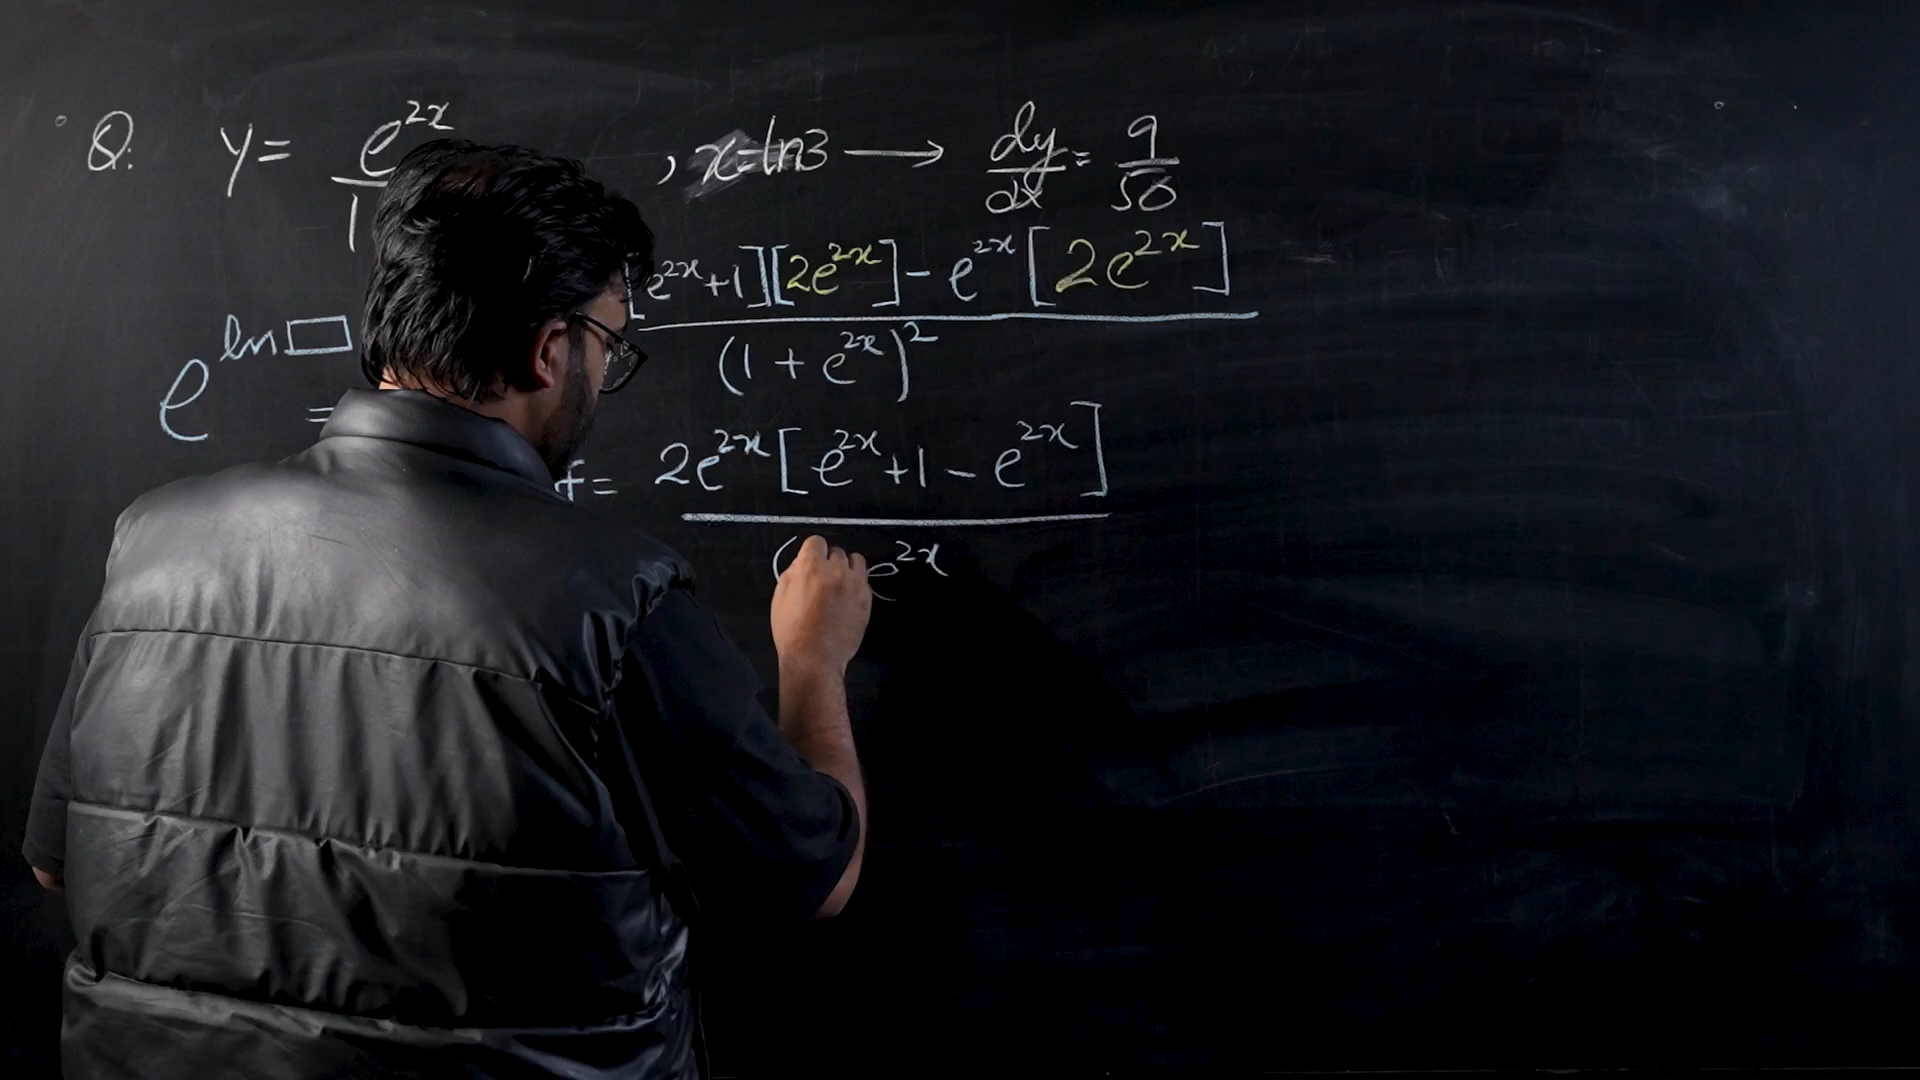 Q. y = e^2x / 1 , x=ln3 → dy/dx = 9/50
[e^2x+1][2e^2x] - e^2x[2e^2x] / (1 + e^2x)^2
e^ln□ =
= 2e^2x[e^2x+1 - e^2x] / ( e^2x